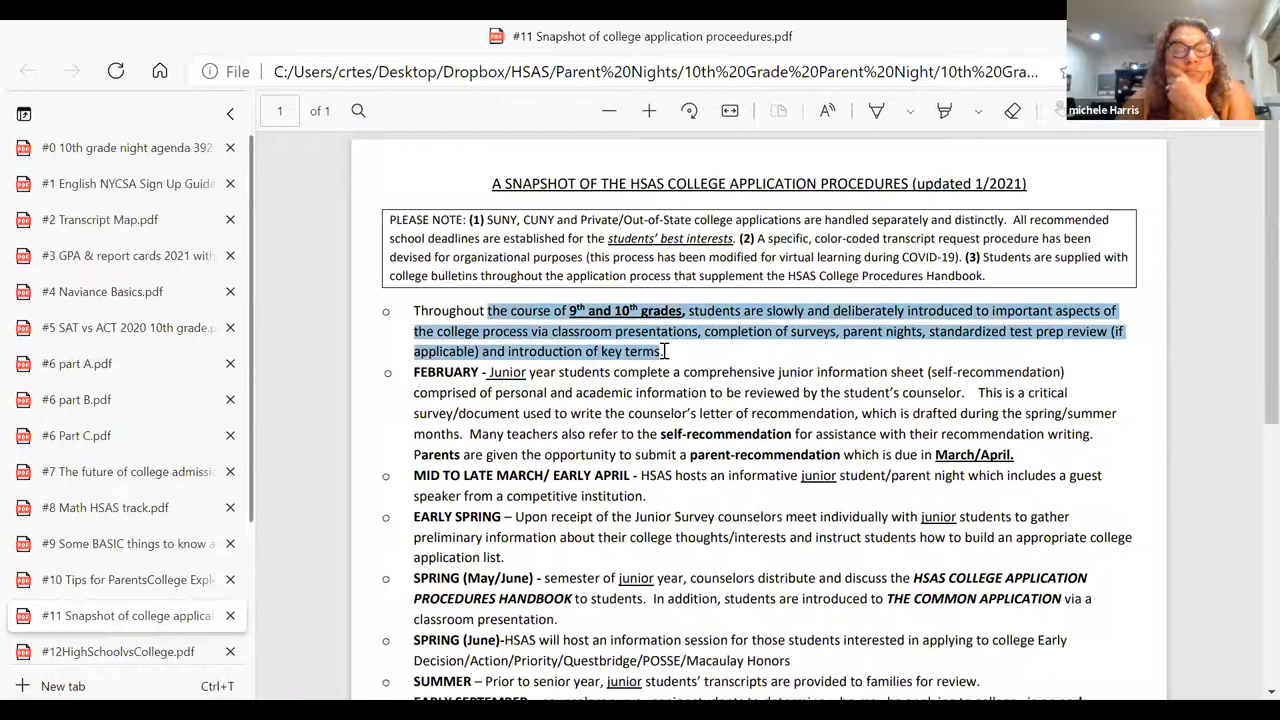 #11 Snapshot of college application proceedures.pdf
michele Harris
File C:/Users/crtes/Desktop/Dropbox/HSAS/Parent%20Nights/10th%20Grade%20Parent%20Night/10th%20Gra...
1 of 1
#0 10th grade night agenda 392
#1 English NYCSA Sign Up Guide
#2 Transcript Map.pdf
#3 GPA & report cards 2021 with
#4 Naviance Basics.pdf
#5 SAT vs ACT 2020 10th grade.p
#6 part A.pdf
#6 part B.pdf
#6 Part C.pdf
#7 The future of college admissi
#8 Math HSAS track.pdf
#9 Some BASIC things to know a
#10 Tips for ParentsCollege Expl
#11 Snapshot of college applicat
#12HighSchoolvsCollege.pdf
New tab Ctrl+T
A SNAPSHOT OF THE HSAS COLLEGE APPLICATION PROCEDURES (updated 1/2021)
PLEASE NOTE: (1) SUNY, CUNY and Private/Out-of-State college applications are handled separately and distinctly. All recommended
school deadlines are established for the students' best interests. (2) A specific, color-coded transcript request procedure has been
devised for organizational purposes (this process has been modified for virtual learning during COVID-19). (3) Students are supplied with
college bulletins throughout the application process that supplement the HSAS College Procedures Handbook.
o Throughout the course of 9th and 10th grades, students are slowly and deliberately introduced to important aspects of
the college process via classroom presentations, completion of surveys, parent nights, standardized test prep review (if
applicable) and introduction of key terms.
o FEBRUARY - Junior year students complete a comprehensive junior information sheet (self-recommendation)
comprised of personal and academic information to be reviewed by the student's counselor. This is a critical
survey/document used to write the counselor's letter of recommendation, which is drafted during the spring/summer
months. Many teachers also refer to the self-recommendation for assistance with their recommendation writing.
Parents are given the opportunity to submit a parent-recommendation which is due in March/April.
o MID TO LATE MARCH/ EARLY APRIL - HSAS hosts an informative junior student/parent night which includes a guest
speaker from a competitive institution.
o EARLY SPRING – Upon receipt of the Junior Survey counselors meet individually with junior students to gather
preliminary information about their college thoughts/interests and instruct students how to build an appropriate college
application list.
o SPRING (May/June) - semester of junior year, counselors distribute and discuss the HSAS COLLEGE APPLICATION
PROCEDURES HANDBOOK to students. In addition, students are introduced to THE COMMON APPLICATION via a
classroom presentation.
o SPRING (June)-HSAS will host an information session for those students interested in applying to college Early
Decision/Action/Priority/Questbridge/POSSE/Macaulay Honors
o SUMMER – Prior to senior year, junior students' transcripts are provided to families for review.